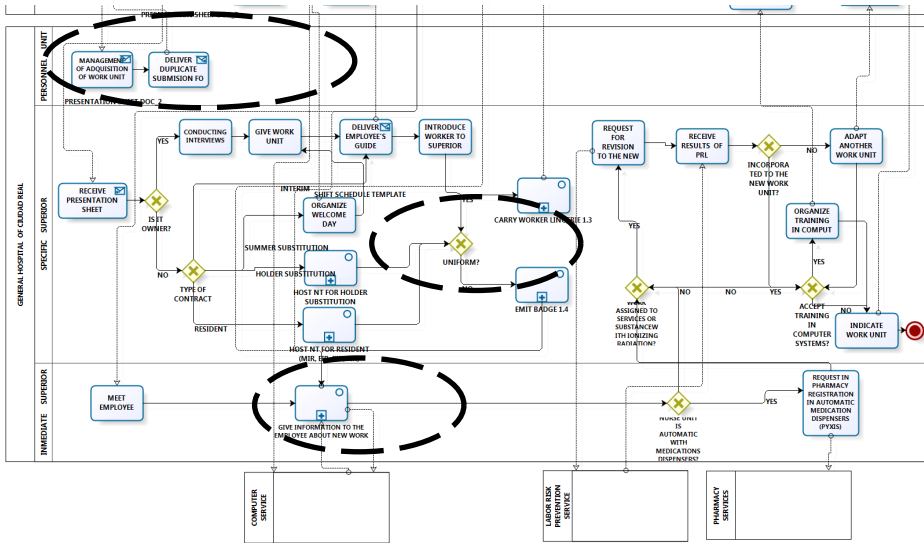 PERSONNEL UNIT
MANAGEMENT
OF ADQUISITION
OF WORK UNIT
DELIVER
DUPLICATE
SUBMISION FO
GENERAL HOSPITAL OF CIUDAD REAL
SPECIFIC SUPERIOR
RECEIVE
PRESENTATION
SHEET
IS IT
OWNER?
YES
NO
CONDUCTING
INTERVIEWS
GIVE WORK
UNIT
DELIVER
EMPLOYEE'S
GUIDE
INTRODUCE
WORKER TO
SUPERIOR
INTERIM
SHIFT SCHEDULE TEMPLATE
ORGANIZE
WELCOME
DAY
TYPE OF
CONTRACT
SUMMER SUBSTITUTION
HOLDER SUBSTITUTION
HOST NT FOR HOLDER
SUBSTITUTION
RESIDENT
HOST NT FOR RESIDENT
YES
UNIFORM?
NO
CARRY WORKER LINGERIE 1.3
EMIT BADGE 1.4
REQUEST
FOR
REVISION
TO THE NEW
RECEIVE
RESULTS OF
PRL
INCORPORA
TED TO THE
NEW WORK
UNIT?
NO
ADAPT
ANOTHER
WORK UNIT
ORGANIZE
TRAINING
IN COMPUT
YES
YES
NO
NO
YES
NO
WORK
ASSIGNED TO
SERVICES OR
SUBSTANCEW
ITH IONIZING
RADIATION?
ACCEPT
TRAINING
IN
COMPUTER
SYSTEMS?
INDICATE
WORK UNIT
IMMEDIATE SUPERIOR
MEET
EMPLOYEE
GIVE INFORMATION TO THE
EMPLOYEE ABOUT NEW WORK
NURSE UNIT
IS
AUTOMATIC
WITH
MEDICATIONS
DISPENSERS?
YES
REQUEST IN
PHARMACY
REGISTRATION
IN AUTOMATIC
MEDICATION
DISPENSERS
(PYXIS)
COMPUTER
SERVICE
LABOR RISK
PREVENTION
SERVICE
PHARMACY
SERVICES